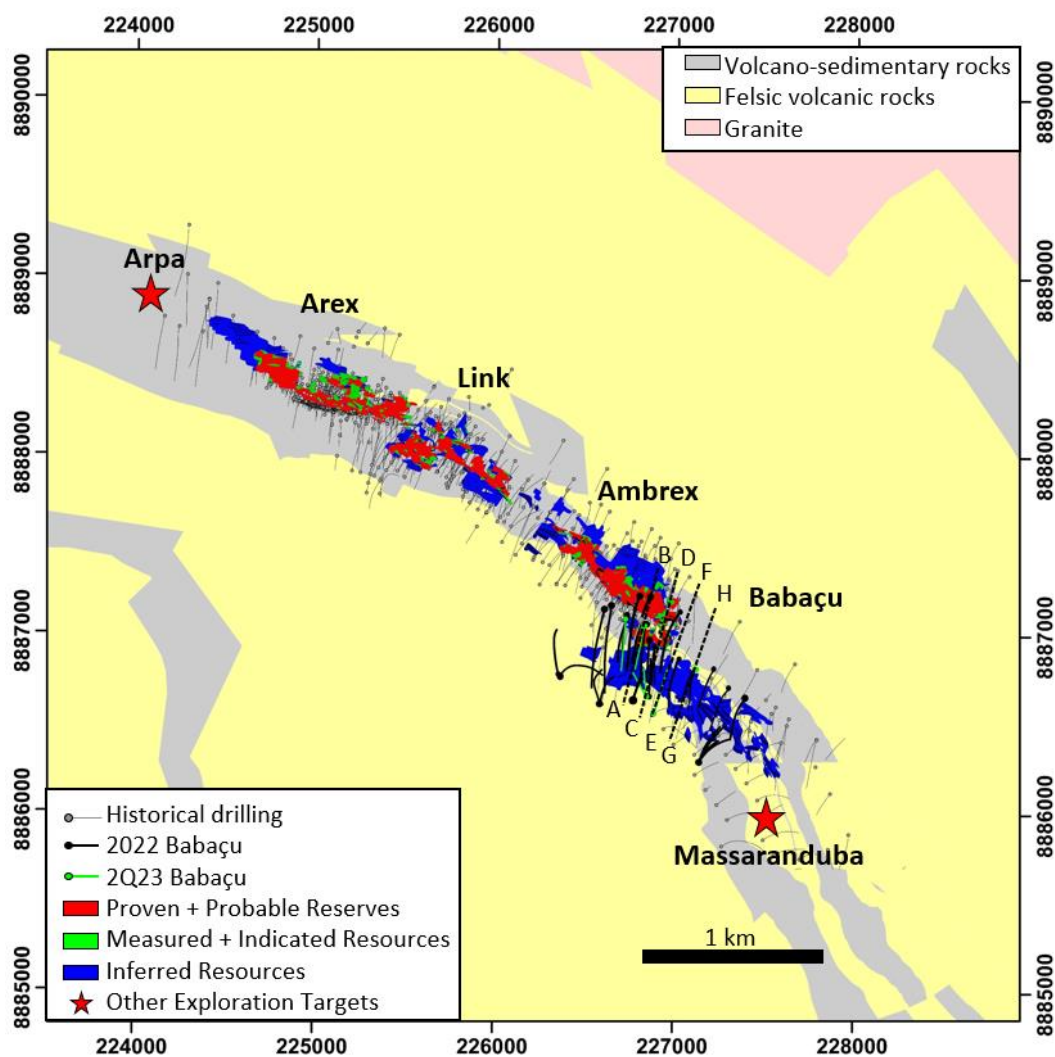 224000 225000 226000 227000 228000
8890000
8890000
Volcano-sedimentary rocks
Felsic volcanic rocks
Granite
8889000
8889000
Arpa
Arex
Link
8888000
8888000
Ambrex
B
D
F
H
Babaçu
8887000
8887000
A
C
E
G
8886000
8886000
Massaranduba
1 km
Historical drilling
2022 Babaçu
2Q23 Babaçu
Proven + Probable Reserves
Measured + Indicated Resources
Inferred Resources
Other Exploration Targets
8885000
8885000
224000 225000 226000 227000 228000